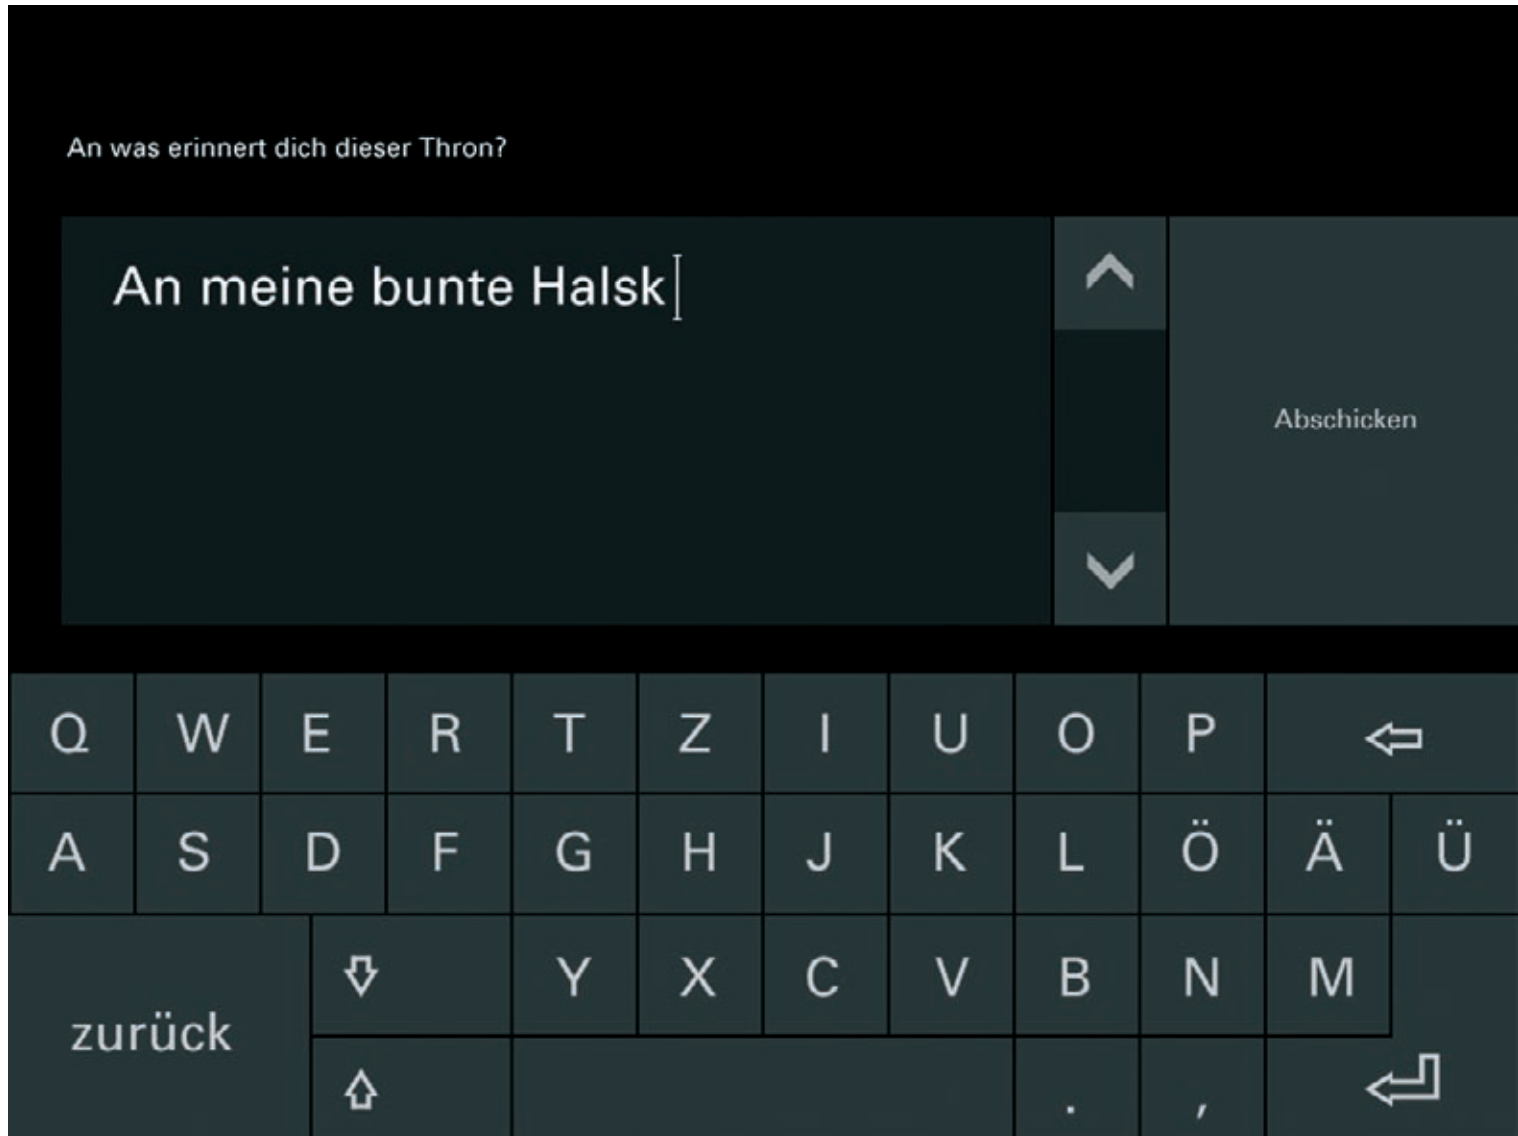 An was erinnert dich dieser Thron?
An meine bunte Halsk
Abschicken
Q W E R T Z I U O P
A S D F G H J K L Ö Ä Ü
zurück
Y X C V B N M
. ,